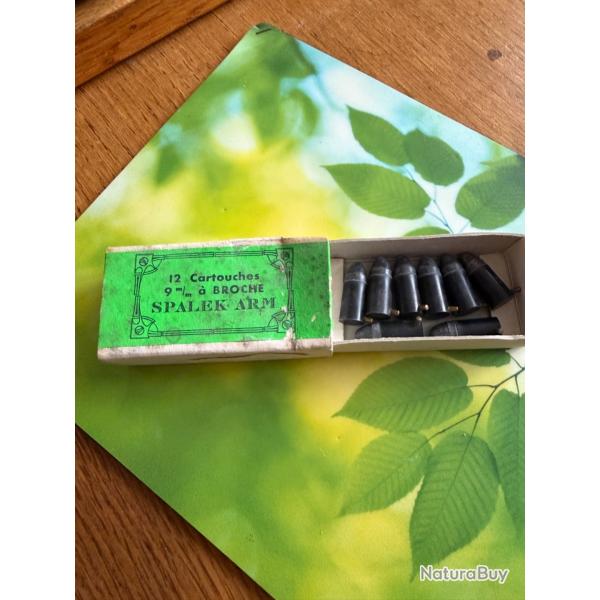 12 Cartouches
9 m/m à BROCHE
SPALEK ARM
NaturaBuy